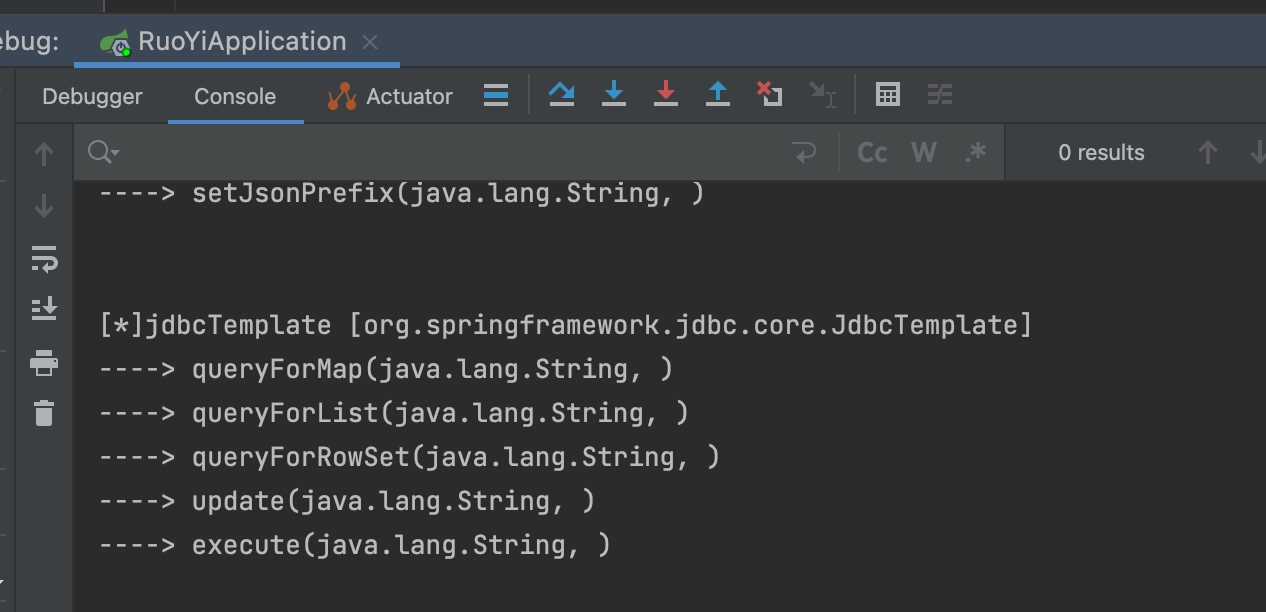 ebug:
RuoYiApplication
Debugger
Console
Actuator
Cc
W
.*
0 results
----> setJsonPrefix(java.lang.String, )
[*]jdbcTemplate [org.springframework.jdbc.core.JdbcTemplate]
----> queryForMap(java.lang.String, )
----> queryForList(java.lang.String, )
----> queryForRowSet(java.lang.String, )
----> update(java.lang.String, )
----> execute(java.lang.String, )